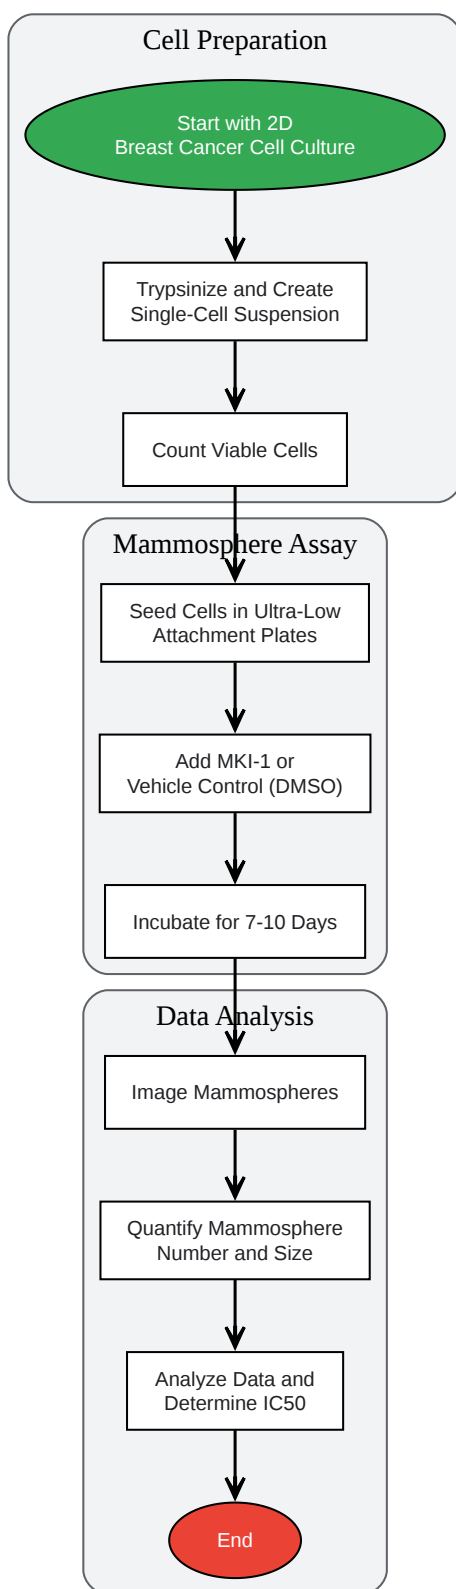 Cell Preparation
Start with 2D
Breast Cancer Cell Culture
Trypsinize and Create
Single-Cell Suspension
Count Viable Cells
Mammosphere Assay
Seed Cells in Ultra-Low
Attachment Plates
Add MKI-1 or
Vehicle Control (DMSO)
Incubate for 7-10 Days
Data Analysis
Image Mammospheres
Quantify Mammosphere
Number and Size
Analyze Data and
Determine IC50
End